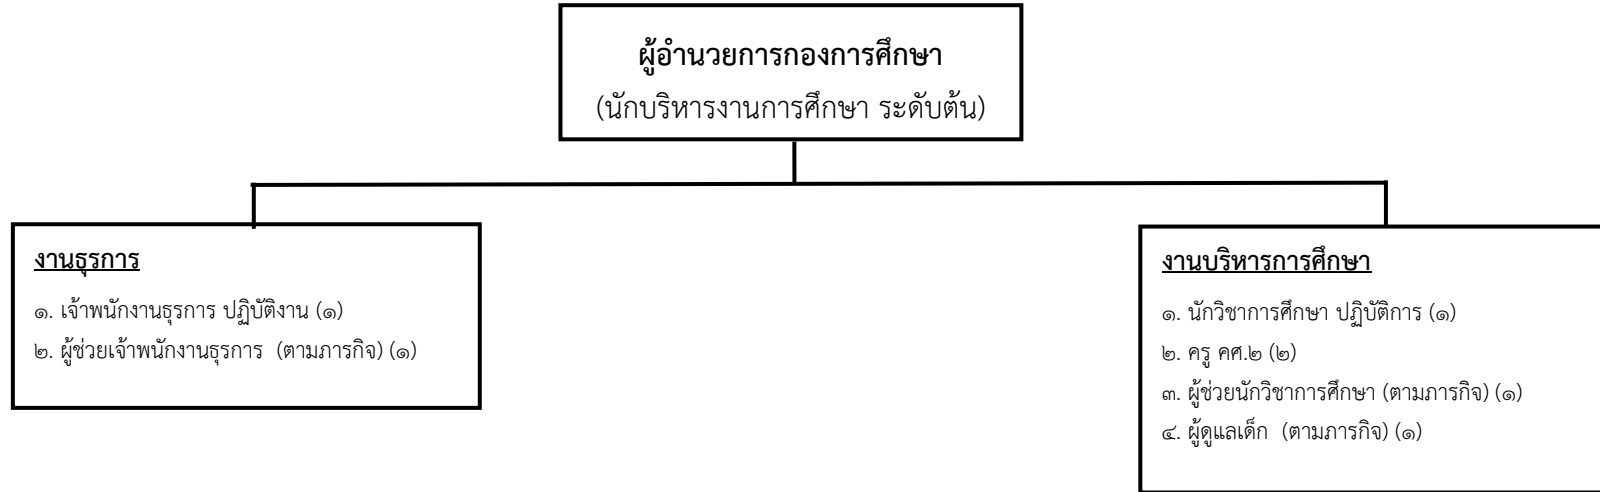 ผู้อำนวยการกองการศึกษา
(นักบริหารงานการศึกษา ระดับต้น)
งานธุรการ
๑. เจ้าพนักงานธุรการ ปฏิบัติงาน (๑)
๒. ผู้ช่วยเจ้าพนักงานธุรการ (ตามภารกิจ) (๑)
งานบริหารการศึกษา
๑. นักวิชาการศึกษา ปฏิบัติการ (๑)
๒. ครู คศ.๒ (๒)
๓. ผู้ช่วยนักวิชาการศึกษา (ตามภารกิจ) (๑)
๔. ผู้ดูแลเด็ก (ตามภารกิจ) (๑)